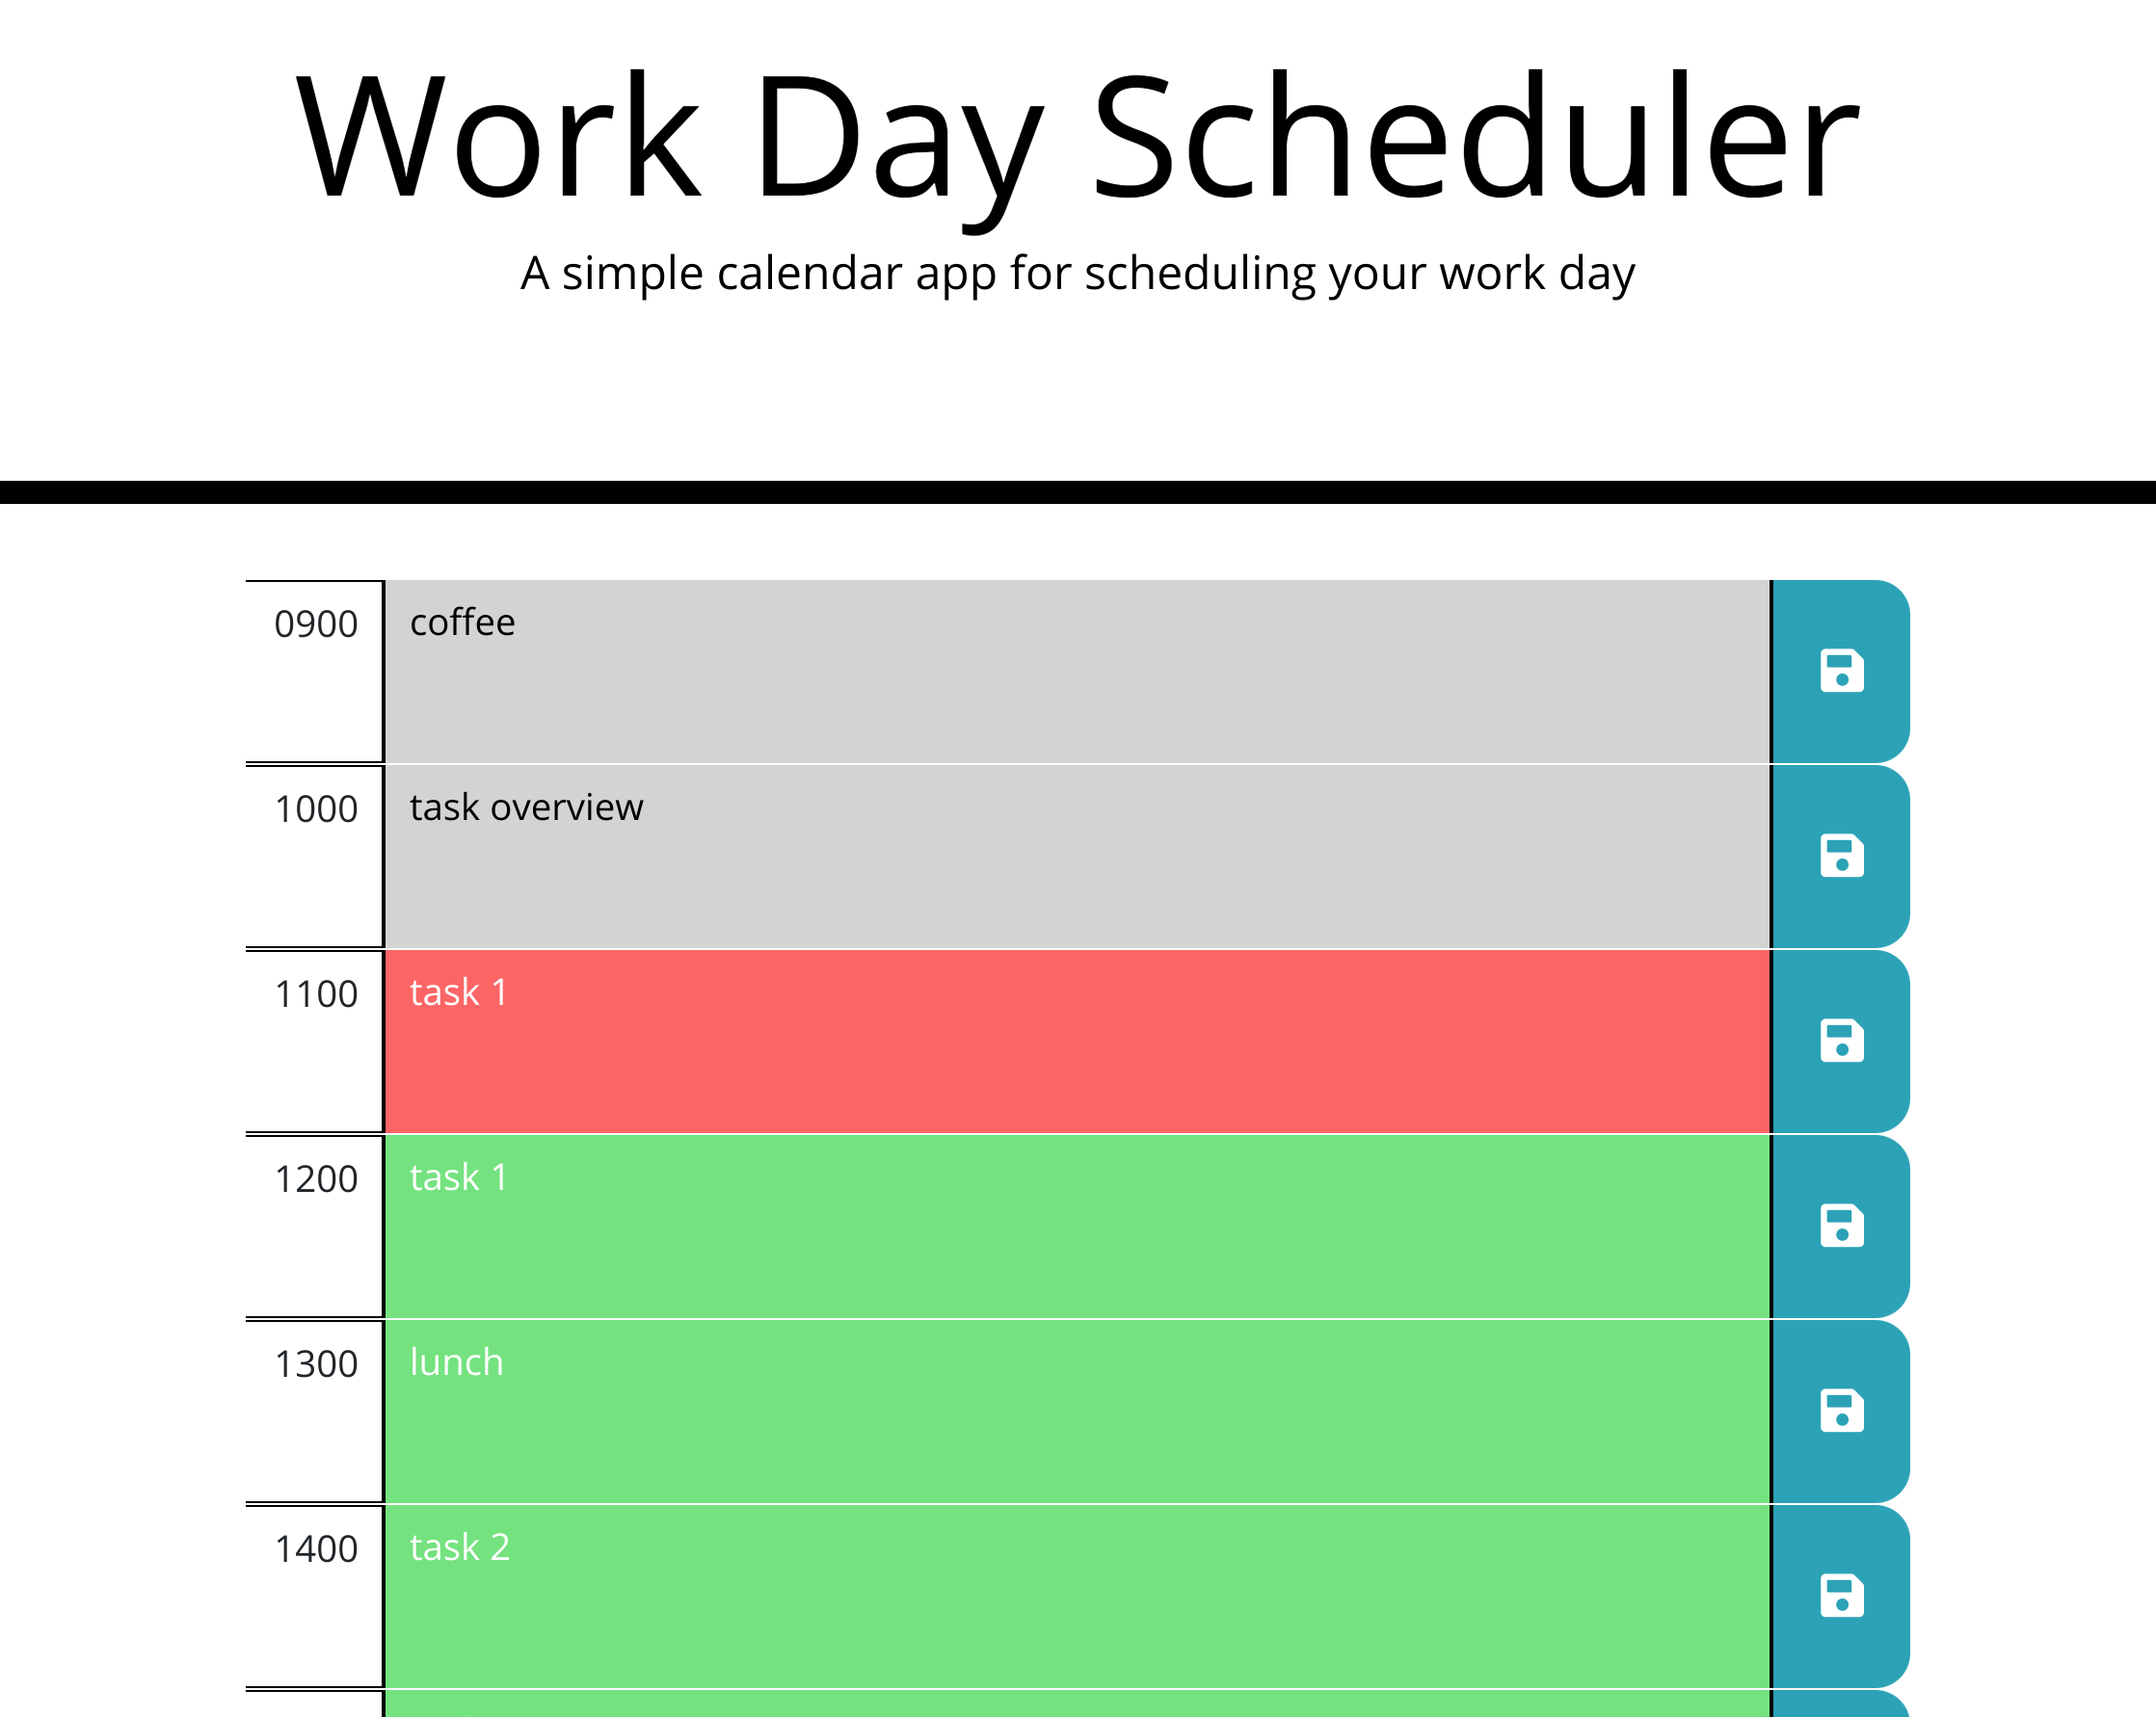 Work Day Scheduler
A simple calendar app for scheduling your work day
0900 coffee
1000 task overview
1100 task 1
1200 task 1
1300 lunch
1400 task 2